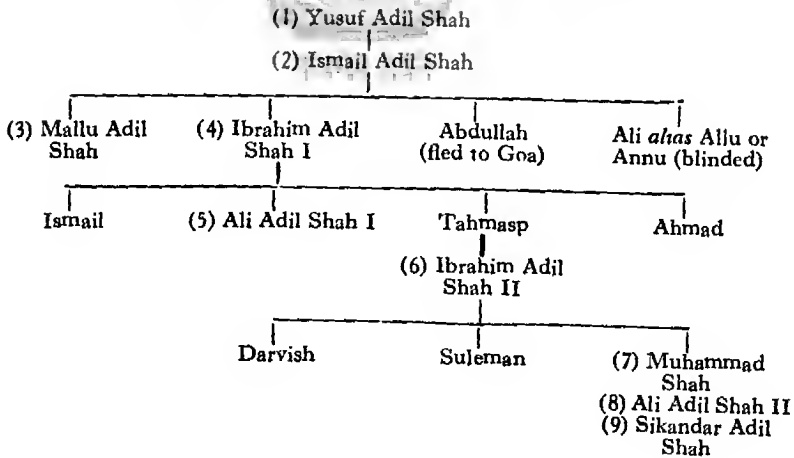 (1) Yusuf Adil Shah
(2) Ismail Adil Shah
(3) Mallu Adil
Shah
(4) Ibrahim Adil
Shah I
Abdullah
(fled to Goa)
Ali ahas Allu or
Annu (blinded)
Ismail
(5) Ali Adil Shah I
Tahmasp
Ahmad
(6) Ibrahim Adil
Shah II
Darvish
Suleman
(7) Muhammad
Shah
(8) Ali Adil Shah II
(9) Sikandar Adil
Shah